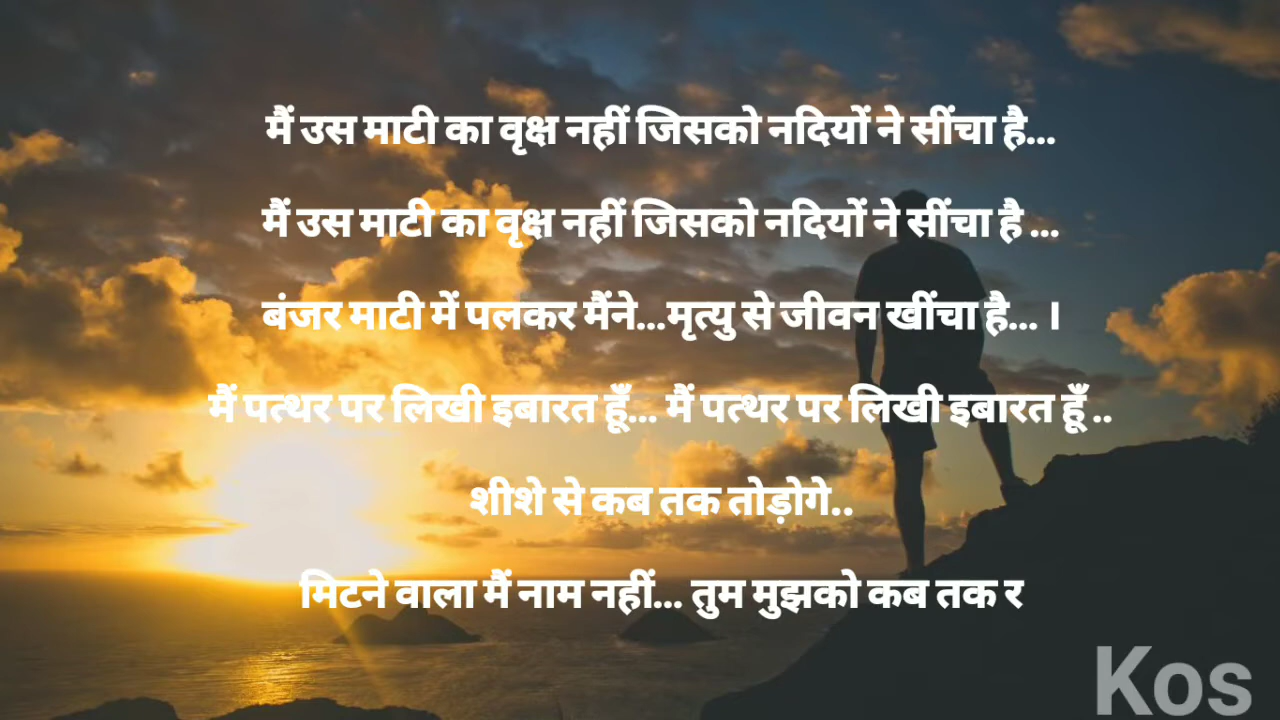 मैं उस माटी का वृक्ष नहीं जिसको नदियों ने सींचा है...
मैं उस माटी का वृक्ष नहीं जिसको नदियों ने सींचा है ...
बंजर माटी में पलकर मैंने...मृत्यु से जीवन खींचा है... ।
मैं पत्थर पर लिखी इबारत हूँ... मैं पत्थर पर लिखी इबारत हूँ ..
शीशे से कब तक तोड़ोगे..
मिटने वाला मैं नाम नहीं... तुम मुझको कब तक र
Kos